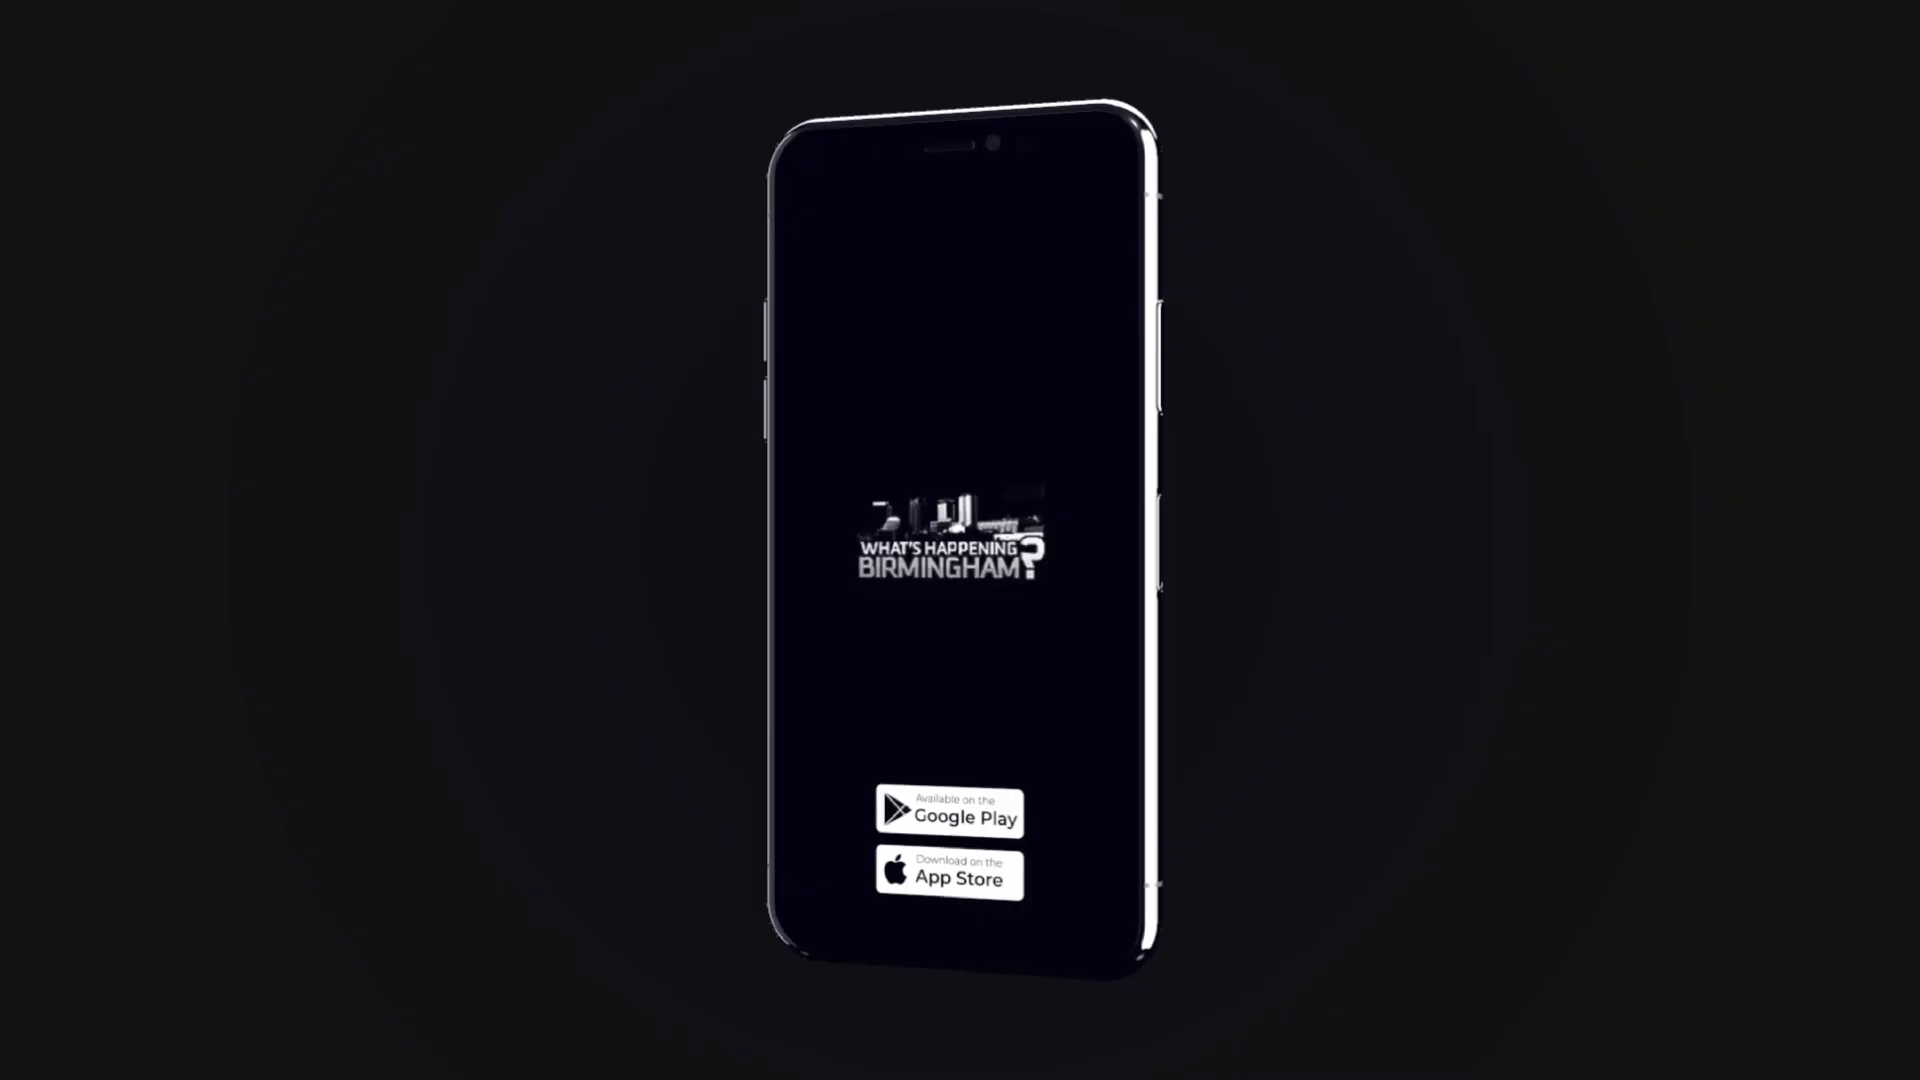 WHAT'S HAPPENING
BIRMINGHAM?
Available on the
Google Play
Download on the
App Store